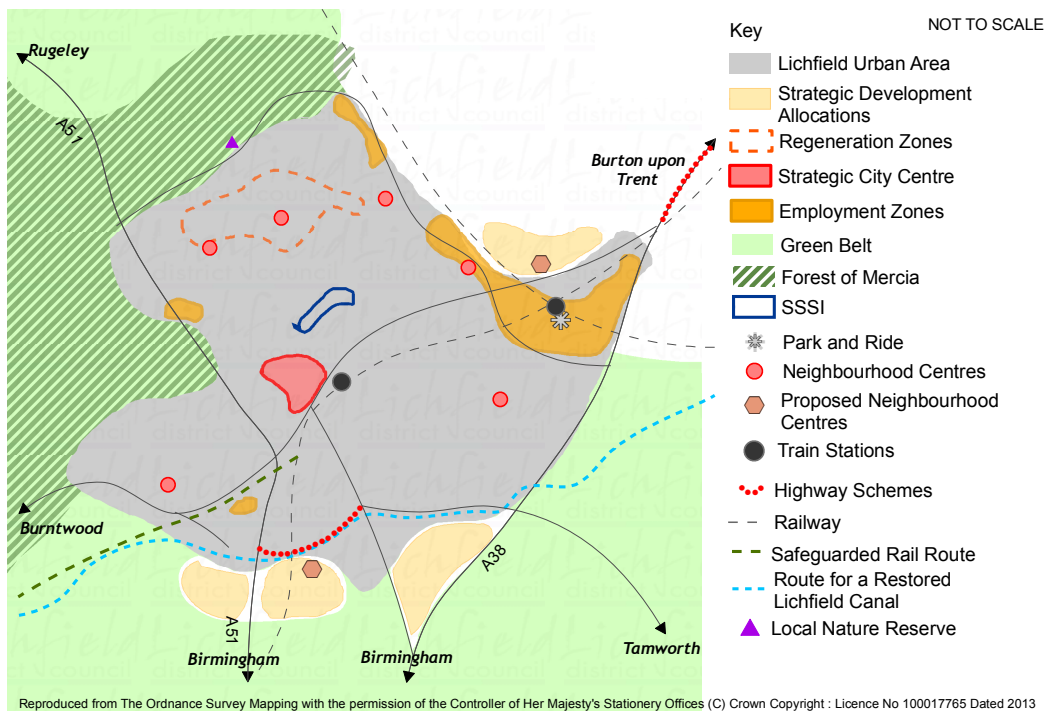 NOT TO SCALE
Key
Lichfield Urban Area
Strategic Development
Allocations
Regeneration Zones
Strategic City Centre
Employment Zones
Green Belt
Forest of Mercia
SSSI
Park and Ride
Neighbourhood Centres
Proposed Neighbourhood
Centres
Train Stations
Highway Schemes
Railway
Safeguarded Rail Route
Route for a Restored
Lichfield Canal
Local Nature Reserve
Rugeley
A51
Burton upon
Trent
Burntwood
A38
A51
Birmingham
Birmingham
Tamworth
Lichfield
district council
Reproduced from The Ordnance Survey Mapping with the permission of the Controller of Her Majesty's Stationery Offices (C) Crown Copyright : Licence No 100017765 Dated 2013